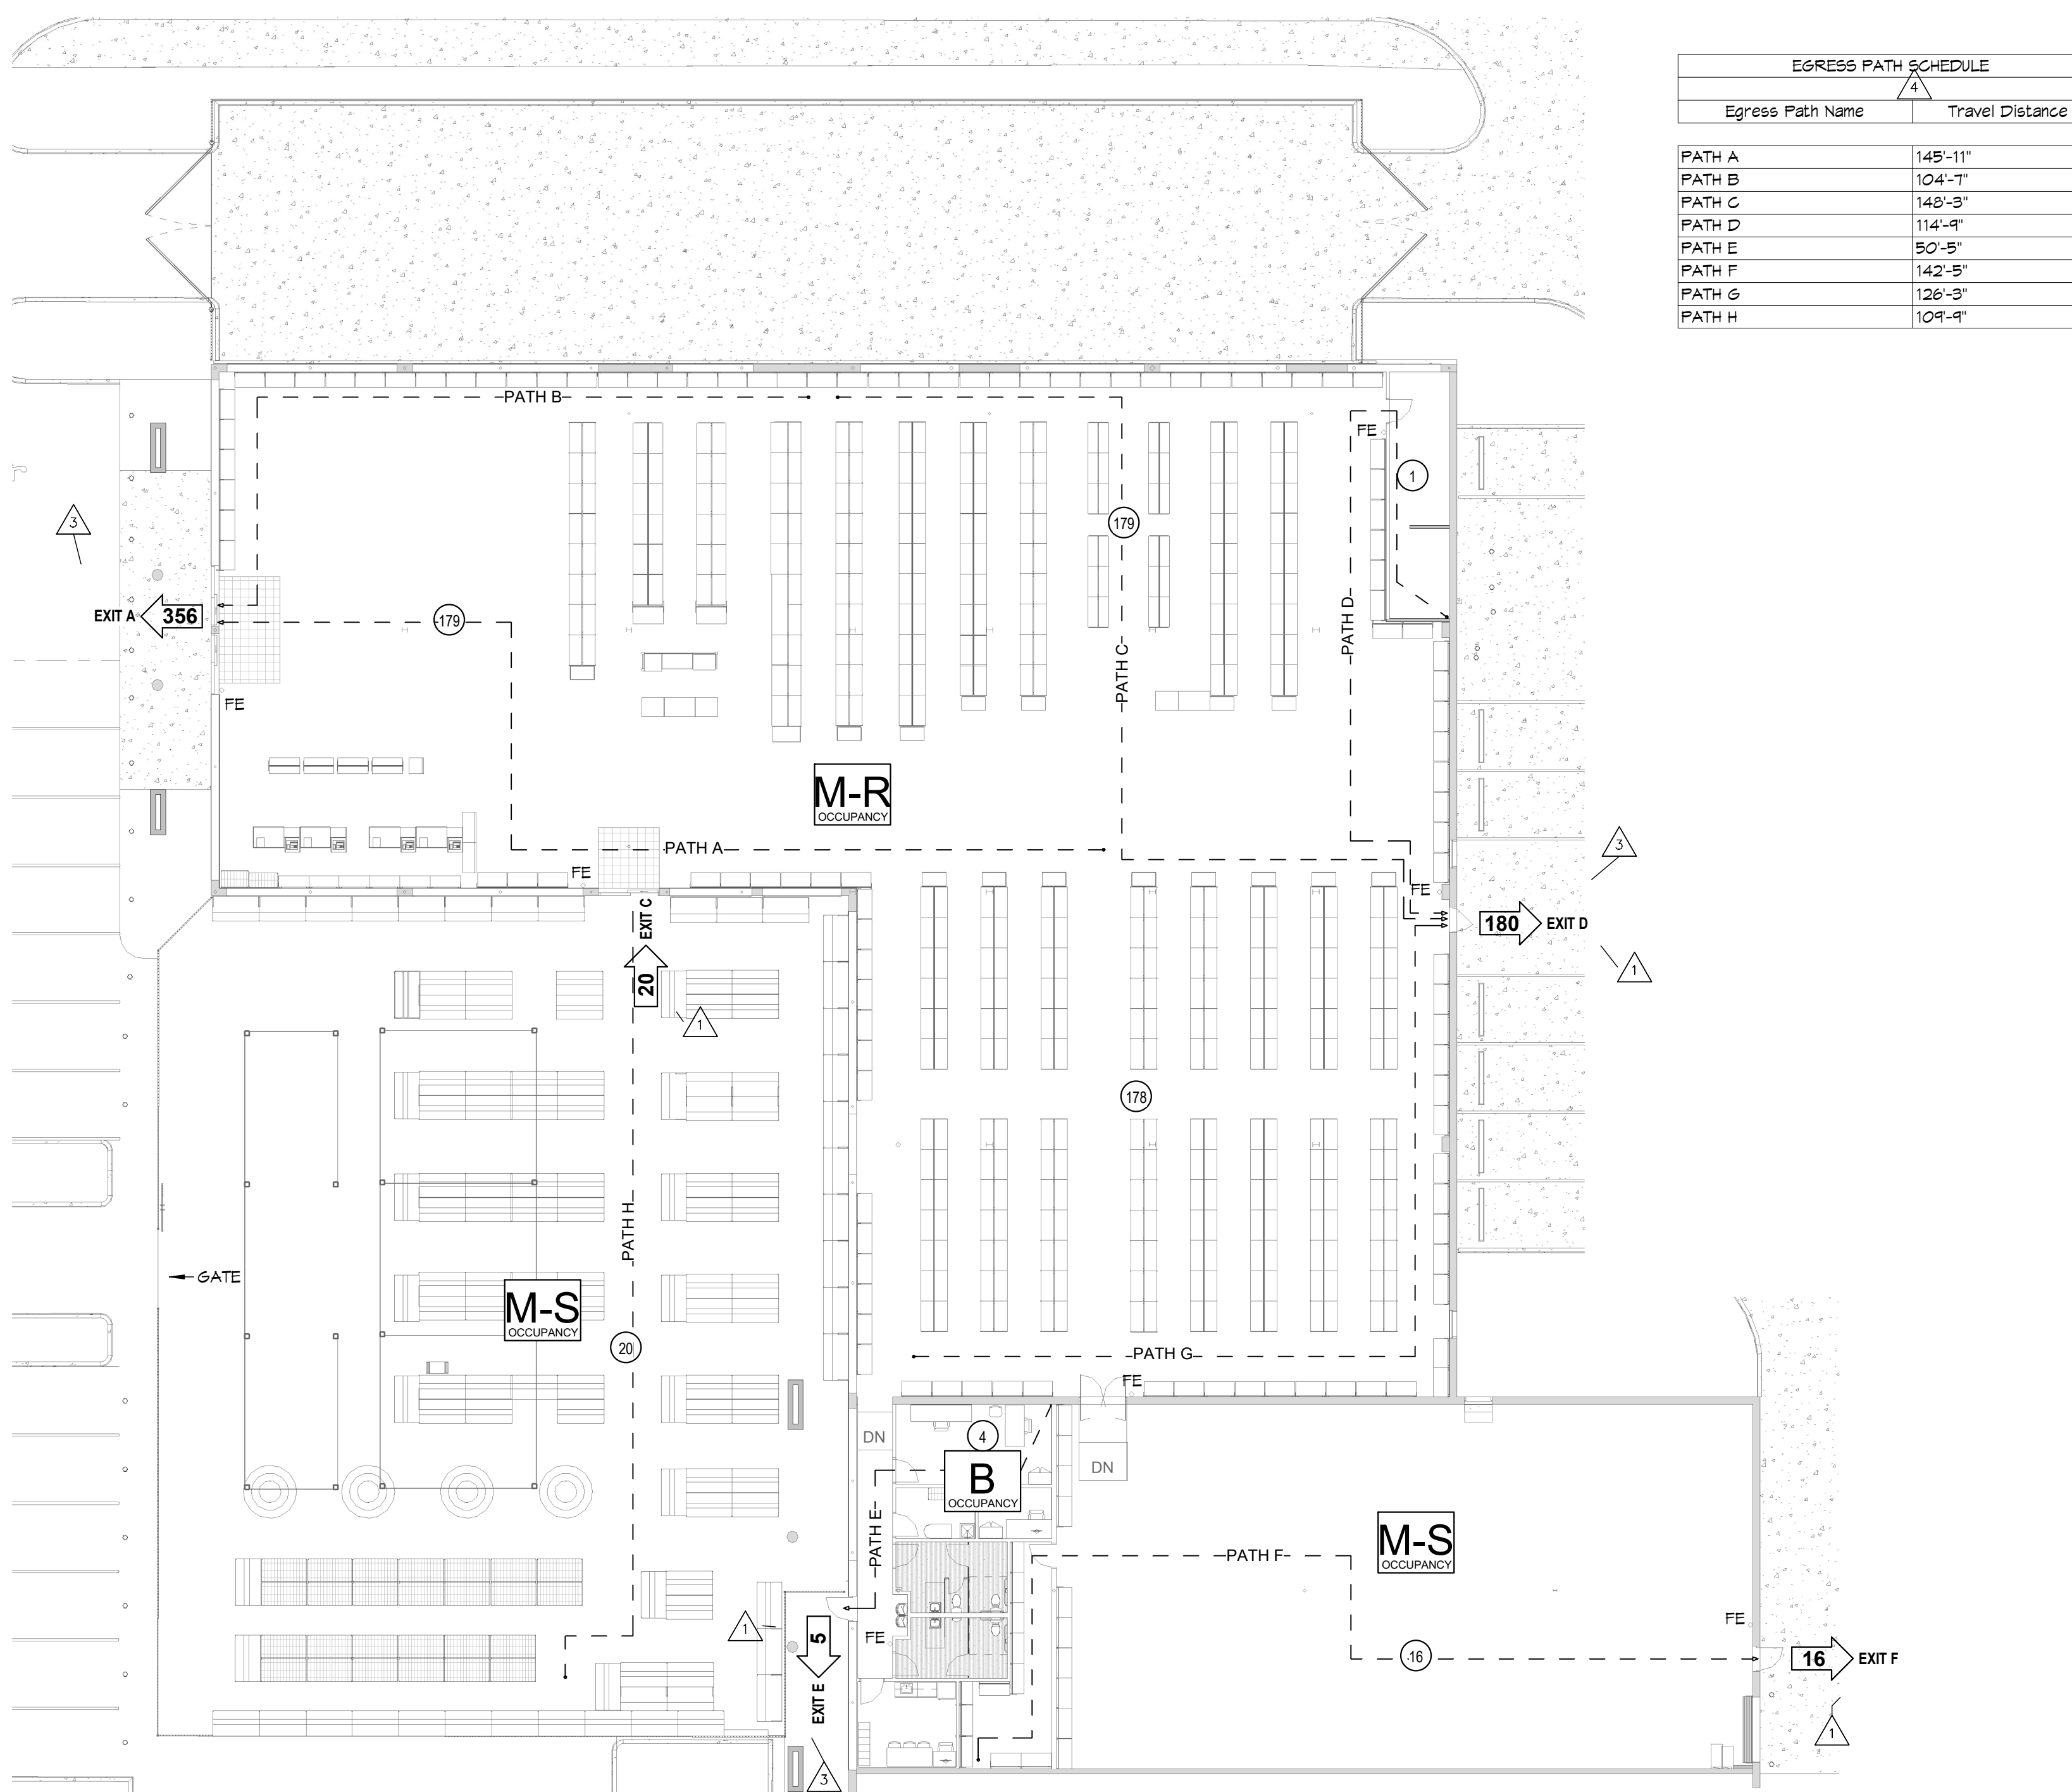 EGRESS PATH SCHEDULE
4
Egress Path Name Travel Distance
PATH A 145'-11"
PATH B 104'-7"
PATH C 148'-3"
PATH D 114'-9"
PATH E 50'-5"
PATH F 142'-5"
PATH G 126'-3"
PATH H 109'-9"
PATH B
FE
1
3
179
EXIT A 356
179
PATH D
PATH C
FE
M-R
OCCUPANCY
PATH A
3
FE
FE
EXIT C
20
180 EXIT D
1
1
178
PATH H
GATE
M-S
OCCUPANCY
20
PATH G
FE
DN
4
DN
B
OCCUPANCY
PATH E
M-S
OCCUPANCY
PATH F
1
5
FE
FE
16
16 EXIT F
EXIT E
1
3